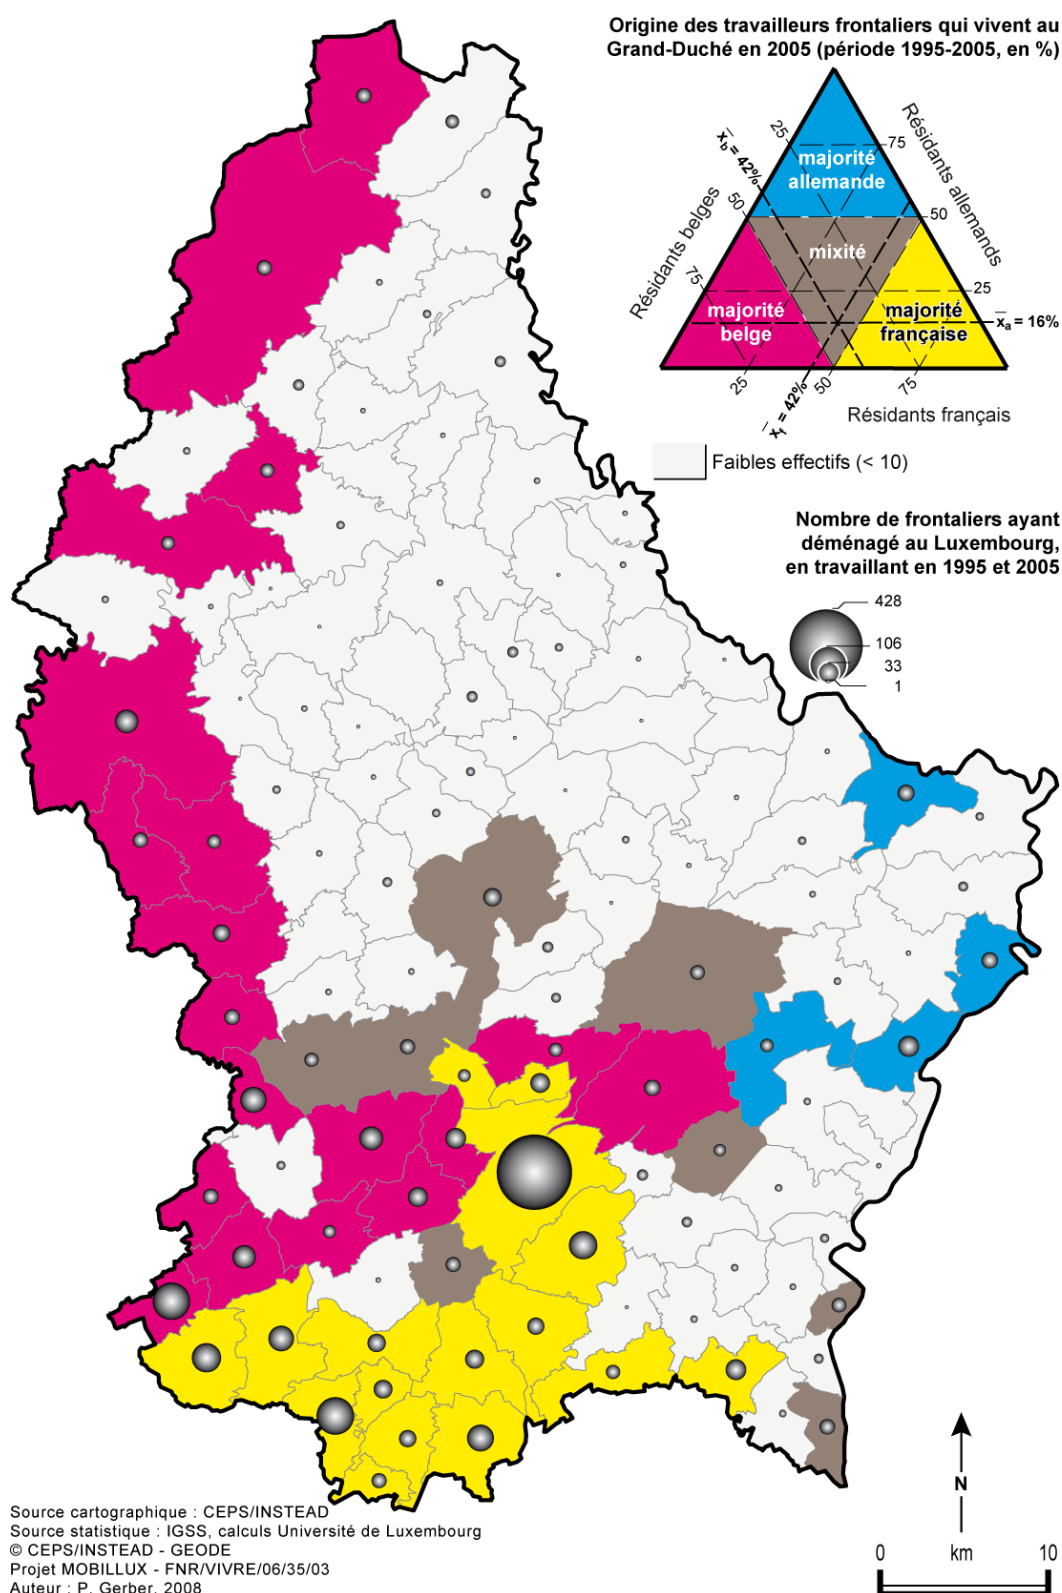 Origine des travailleurs frontaliers qui vivent au
Grand-Duché en 2005 (période 1995-2005, en %)
x̄b = 42%
25
75
majorité
allemande
Résidants allemands
Résidants belges
50
50
mixité
75
25
majorité
belge
majorité
française
x̄a = 16%
25
x̄f = 42%
50
75
Résidants français
Faibles effectifs (< 10)
Nombre de frontaliers ayant
déménagé au Luxembourg,
en travaillant en 1995 et 2005
428
106
33
1
N
0 km 10
Source cartographique : CEPS/INSTEAD
Source statistique : IGSS, calculs Université de Luxembourg
© CEPS/INSTEAD - GEODE
Projet MOBILLUX - FNR/VIVRE/06/35/03
Auteur : P. Gerber, 2008